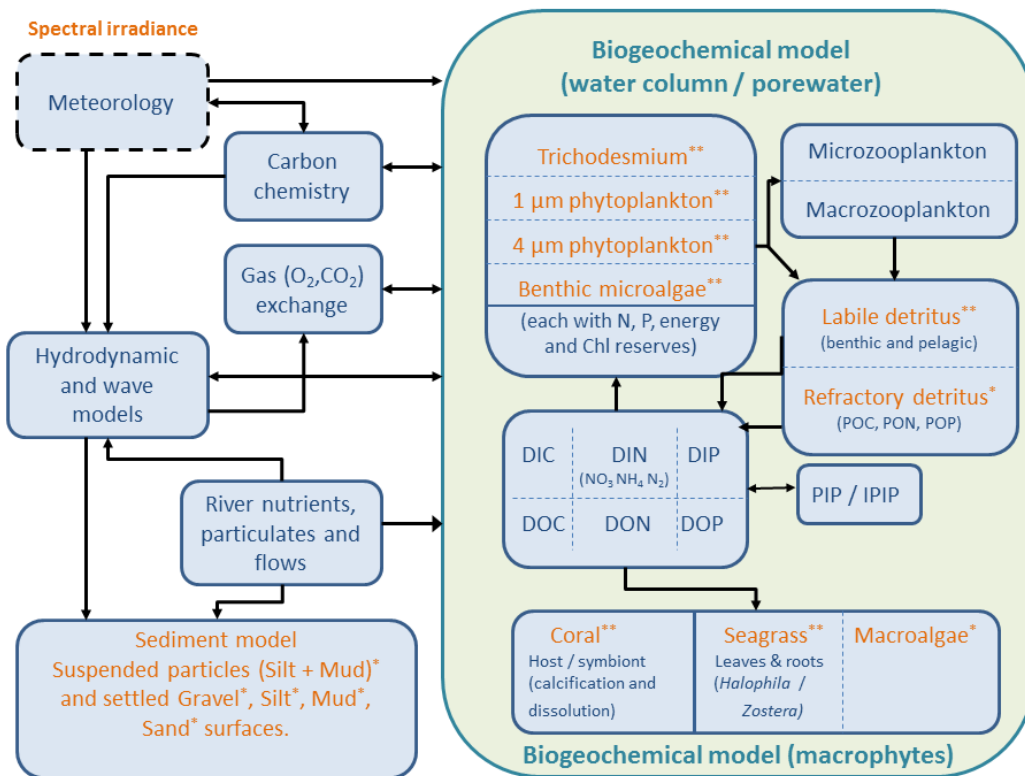 Spectral irradiance
Meteorology
Carbon
chemistry
Gas (O₂,CO₂)
exchange
Hydrodynamic
and wave
models
River nutrients,
particulates and
flows
Sediment model
Suspended particles (Silt + Mud)*
and settled Gravel*, Silt*, Mud*,
Sand* surfaces.
Biogeochemical model
(water column / porewater)
Trichodesmium**
1 µm phytoplankton**
4 µm phytoplankton**
Benthic microalgae**
(each with N, P, energy
and Chl reserves)
Microzooplankton
Macrozooplankton
Labile detritus**
(benthic and pelagic)
Refractory detritus*
(POC, PON, POP)
DIC DIN DIP
(NO₃ NH₄ N₂)
DOC DON DOP
PIP / IPIP
Coral**
Host / symbiont
(calcification and
dissolution)
Seagrass**
Leaves & roots
(Halophila /
Zostera)
Macroalgae*
Biogeochemical model (macrophytes)